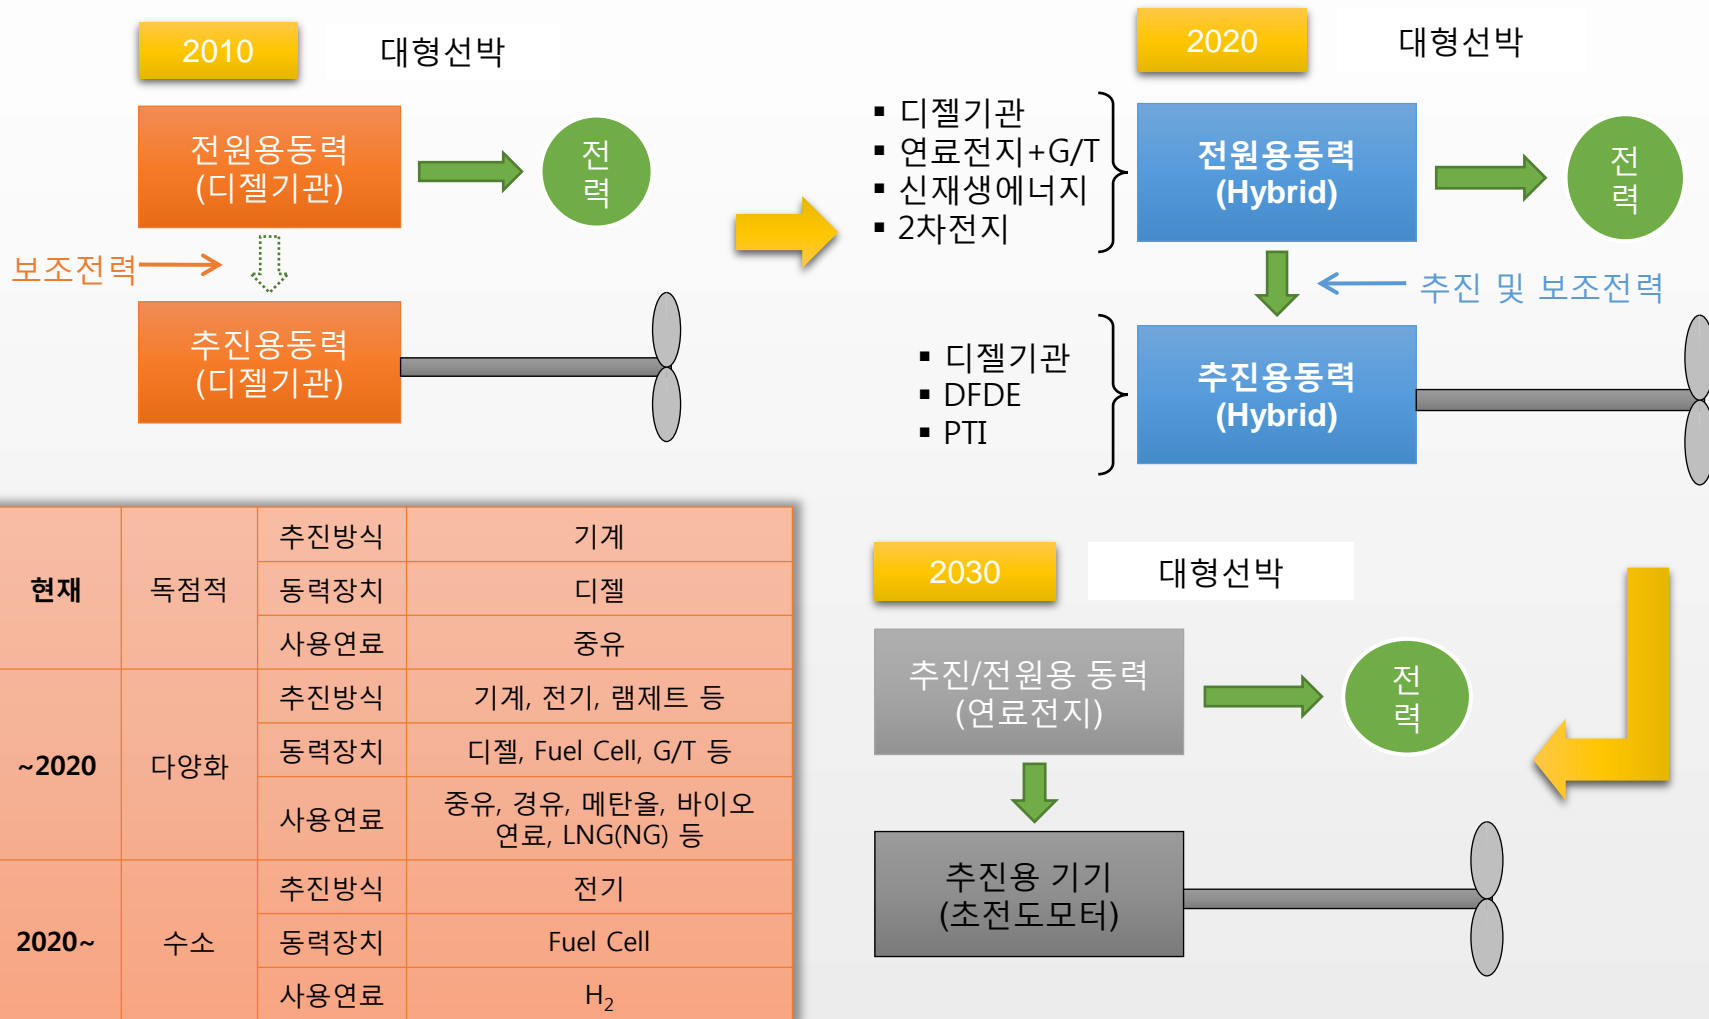 2010
대형선박
전원용동력
(디젤기관)
전
력
보조전력
추진용동력
(디젤기관)
2020
대형선박
▪ 디젤기관
▪ 연료전지+G/T
▪ 신재생에너지
▪ 2차전지
전원용동력
(Hybrid)
전
력
추진 및 보조전력
▪ 디젤기관
▪ DFDE
▪ PTI
추진용동력
(Hybrid)
현재
독점적
추진방식
기계
동력장치
디젤
사용연료
중유
~2020
다양화
추진방식
기계, 전기, 램제트 등
동력장치
디젤, Fuel Cell, G/T 등
사용연료
중유, 경유, 메탄올, 바이오
연료, LNG(NG) 등
2020~
수소
추진방식
전기
동력장치
Fuel Cell
사용연료
H₂
2030
대형선박
추진/전원용 동력
(연료전지)
전
력
추진용 기기
(초전도모터)